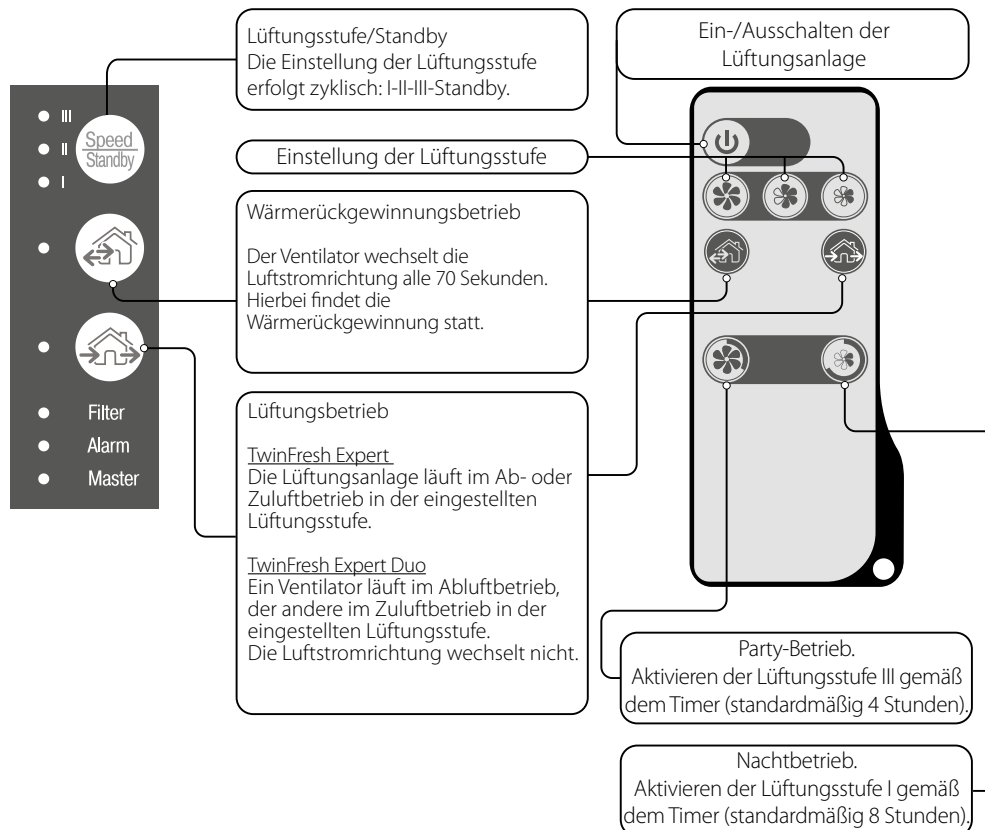 Lüftungsstufe/Standby
Die Einstellung der Lüftungsstufe
erfolgt zyklisch: I-II-III-Standby.
Ein-/Ausschalten der
Lüftungsanlage
III
II
I
Speed
Standby
Einstellung der Lüftungsstufe
Wärmerückgewinnungsbetrieb
Der Ventilator wechselt die
Luftstromrichtung alle 70 Sekunden.
Hierbei findet die
Wärmerückgewinnung statt.
Filter
Alarm
Master
Lüftungsbetrieb
TwinFresh Expert
Die Lüftungsanlage läuft im Ab- oder
Zuluftbetrieb in der eingestellten
Lüftungsstufe.
TwinFresh Expert Duo
Ein Ventilator läuft im Abluftbetrieb,
der andere im Zuluftbetrieb in der
eingestellten Lüftungsstufe.
Die Luftstromrichtung wechselt nicht.
Party-Betrieb.
Aktivieren der Lüftungsstufe III gemäß
dem Timer (standardmäßig 4 Stunden).
Nachtbetrieb.
Aktivieren der Lüftungsstufe I gemäß
dem Timer (standardmäßig 8 Stunden).